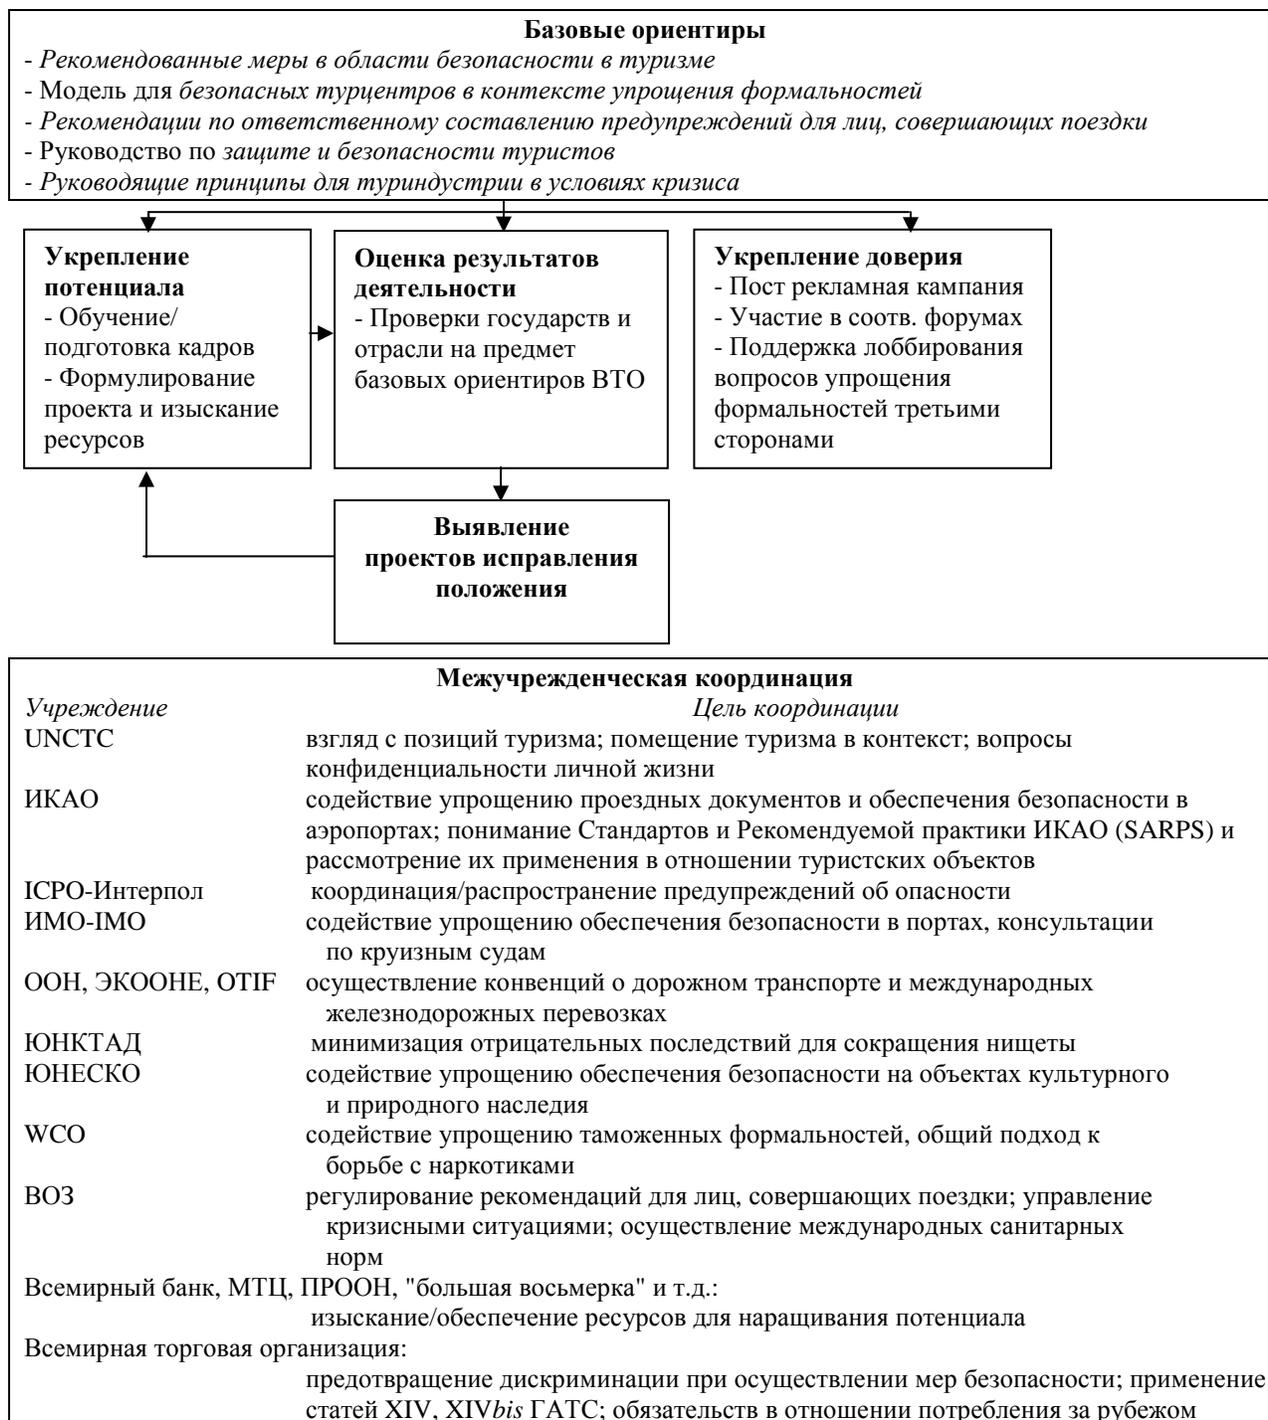 Базовые ориентиры
- Рекомендованные меры в области безопасности в туризме
- Модель для безопасных турцентров в контексте упрощения формальностей
- Рекомендации по ответственному составлению предупреждений для лиц, совершающих поездки
- Руководство по защите и безопасности туристов
- Руководящие принципы для туриндустрии в условиях кризиса
Укрепление
потенциала
- Обучение/
подготовка кадров
- Формулирование
проекта и изыскание
ресурсов
Оценка результатов
деятельности
- Проверки государств и
отрасли на предмет
базовых ориентиров ВТО
Укрепление доверия
- Пост рекламная кампания
- Участие в соотв. форумах
- Поддержка лоббирования
вопросов упрощения
формальностей третьими
сторонами
Выявление
проектов исправления
положения
Межучрежденческая координация
Учреждение Цель координации
UNCTC взгляд с позиций туризма; помещение туризма в контекст; вопросы
конфиденциальности личной жизни
ИКАО содействие упрощению проездных документов и обеспечения безопасности в
аэропортах; понимание Стандартов и Рекомендуемой практики ИКАО (SARPS) и
рассмотрение их применения в отношении туристских объектов
ICPO-Интерпол координация/распространение предупреждений об опасности
ИМО-IMO содействие упрощению обеспечения безопасности в портах, консультации
по круизным судам
ООН, ЭКООНЕ, OTIF осуществление конвенций о дорожном транспорте и международных
железнодорожных перевозках
ЮНКТАД минимизация отрицательных последствий для сокращения нищеты
ЮНЕСКО содействие упрощению обеспечения безопасности на объектах культурного
и природного наследия
WCO содействие упрощению таможенных формальностей, общий подход к
борьбе с наркотиками
ВОЗ регулирование рекомендаций для лиц, совершающих поездки; управление
кризисными ситуациями; осуществление международных санитарных
норм
Всемирный банк, МТЦ, ПРООН, "большая восьмерка" и т.д.:
изыскание/обеспечение ресурсов для наращивания потенциала
Всемирная торговая организация:
предотвращение дискриминации при осуществлении мер безопасности; применение
статей XIV, XIVbis ГАТС; обязательств в отношении потребления за рубежом